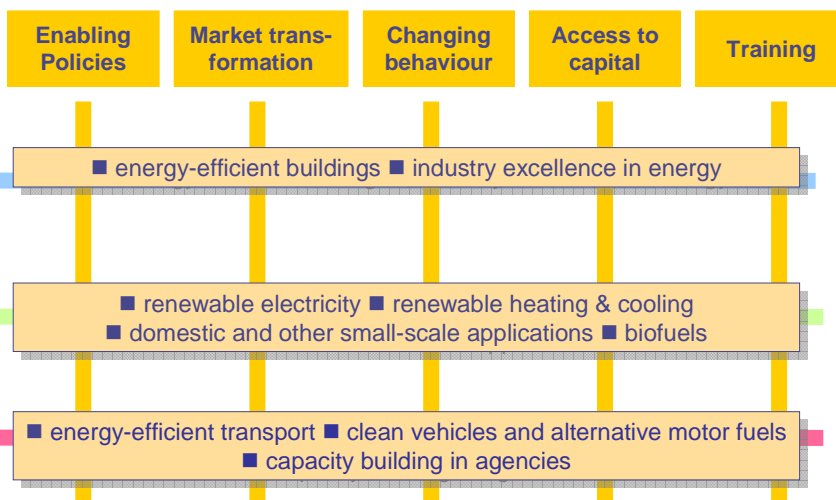 Enabling
Policies
Market trans-
formation
Changing
behaviour
Access to
capital
Training
■ energy-efficient buildings ■ industry excellence in energy
■ renewable electricity ■ renewable heating & cooling
■ domestic and other small-scale applications ■ biofuels
■ energy-efficient transport ■ clean vehicles and alternative motor fuels
■ capacity building in agencies